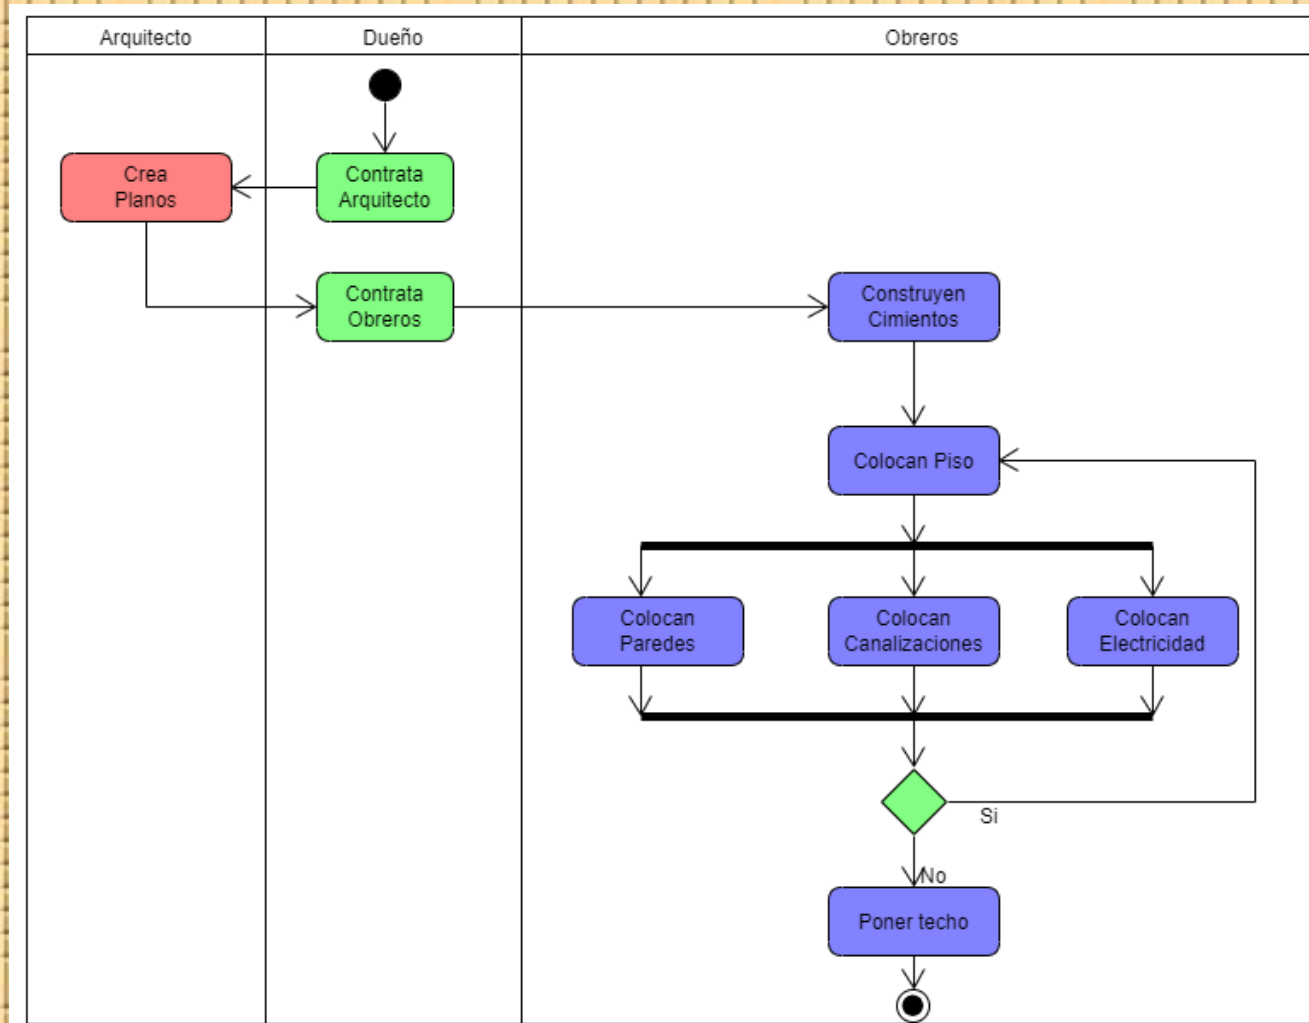 Arquitecto
Dueño
Obreros
Crea
Planos
Contrata
Arquitecto
Contrata
Obreros
Construyen
Cimientos
Colocan Piso
Colocan
Paredes
Colocan
Canalizaciones
Colocan
Electricidad
Si
No
Poner techo